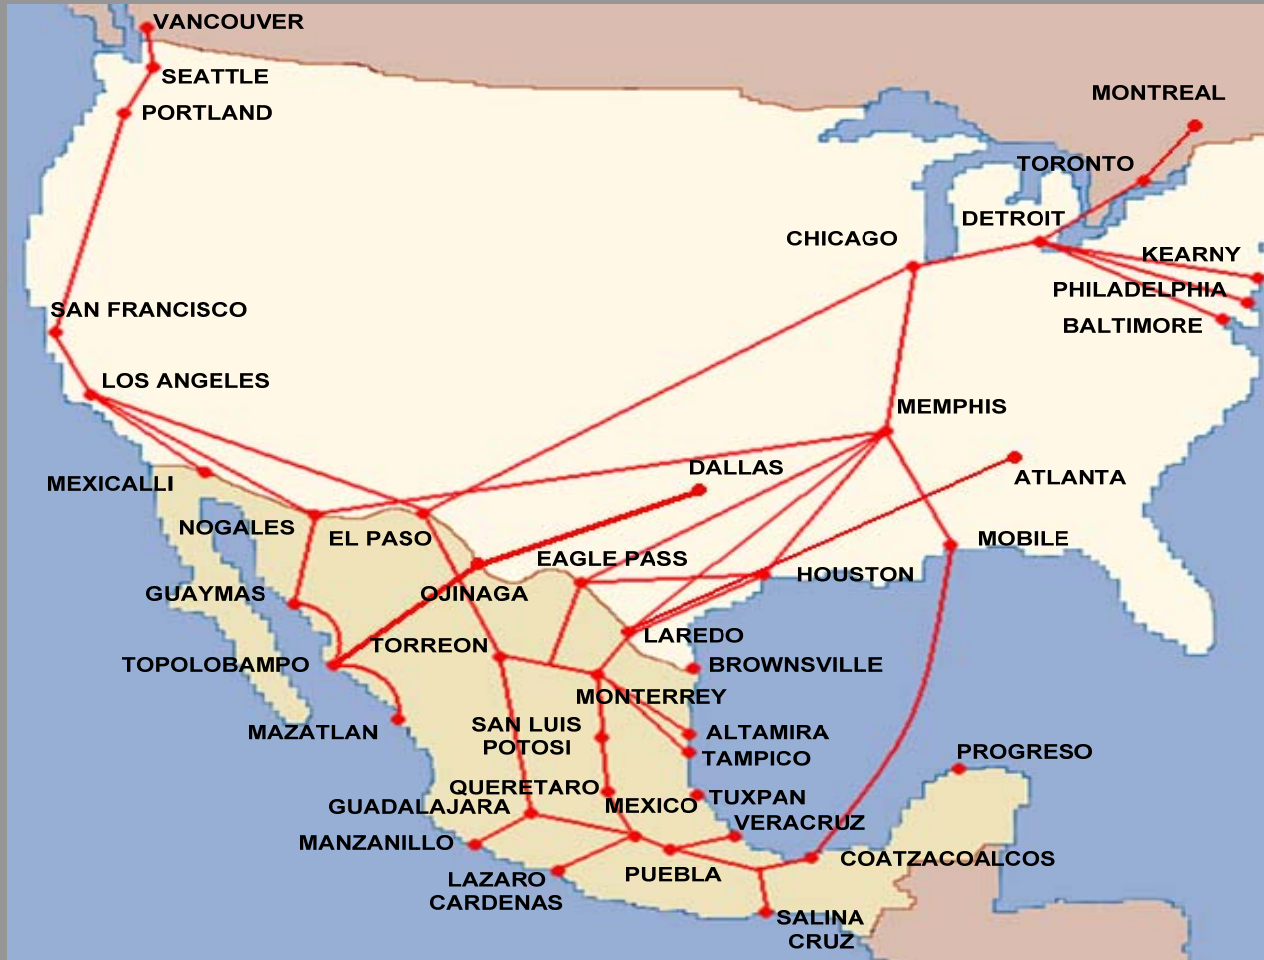 VANCOUVER
SEATTLE
MONTREAL
PORTLAND
TORONTO
DETROIT
CHICAGO
KEARNY
PHILADELPHIA
SAN FRANCISCO
BALTIMORE
LOS ANGELES
MEMPHIS
DALLAS
ATLANTA
MEXICALLI
NOGALES
EL PASO
MOBILE
EAGLE PASS
HOUSTON
GUAYMAS
OJINAGA
LAREDO
TORREON
TOPOLOBAMPO
BROWNSVILLE
MONTERREY
SAN LUIS
POTOSI
MAZATLAN
ALTAMIRA
TAMPICO
PROGRESO
QUERETARO
MEXICO
TUXPAN
GUADALAJARA
VERACRUZ
MANZANILLO
COATZACOALCOS
PUEBLA
LAZARO
CARDENAS
SALINA
CRUZ